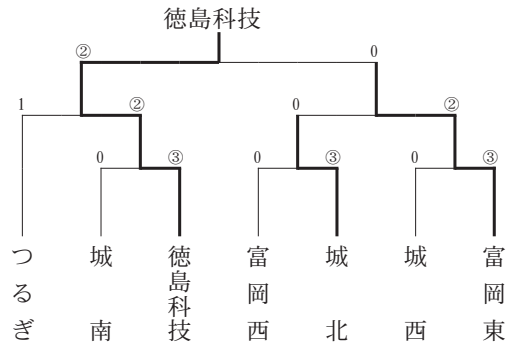 徳島科技
② 0
1 ② 0 ②
0 ③ 0 ③ 0 ③
つるぎ
城南
徳島科技
富岡西
城北
城西
富岡東